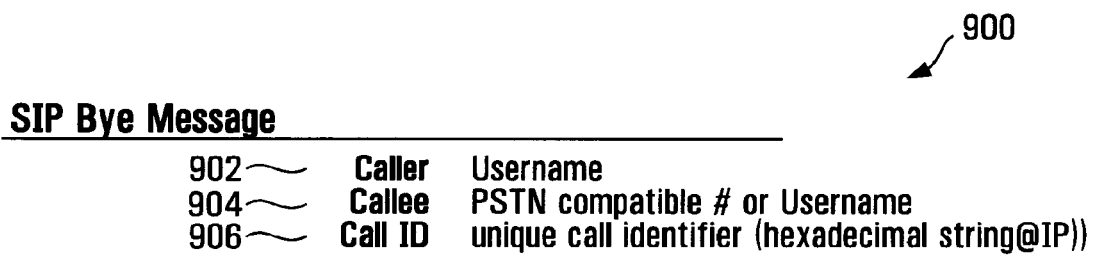 900
SIP Bye Message
902 Caller Username
904 Callee PSTN compatible # or Username
906 Call ID unique call identifier (hexadecimal string@IP))